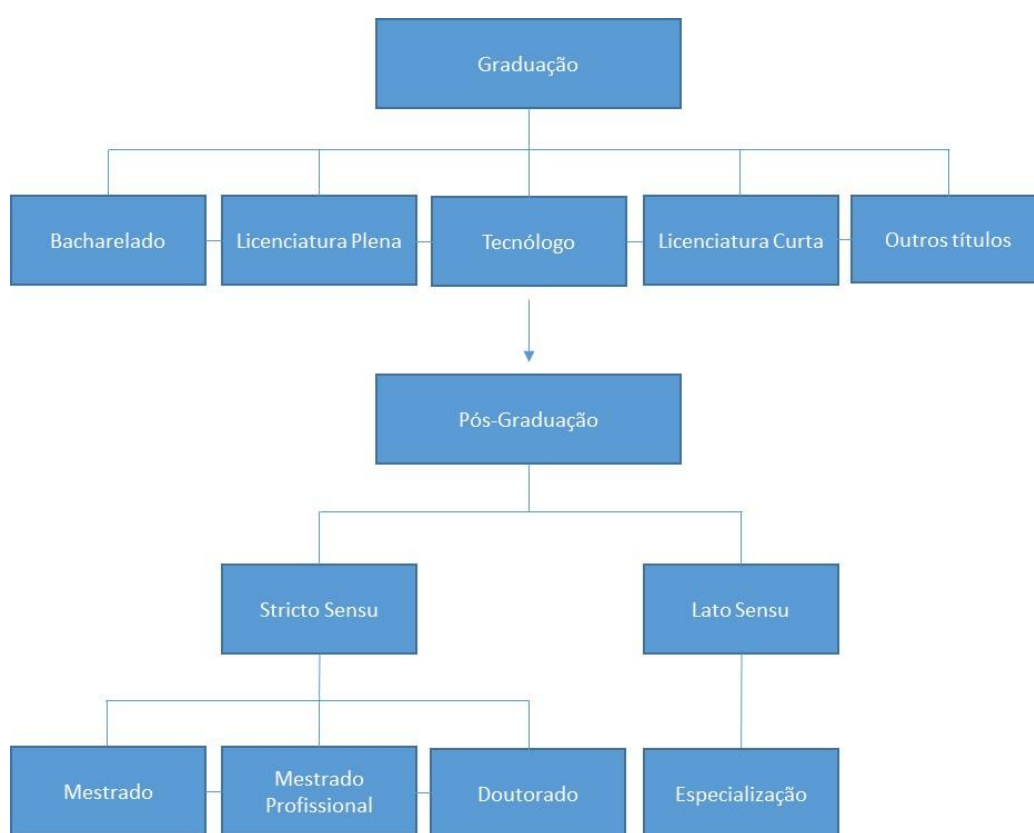 Graduação
Bacharelado
Licenciatura Plena
Tecnólogo
Licenciatura Curta
Outros títulos
Pós-Graduação
Stricto Sensu
Lato Sensu
Mestrado
Mestrado
Profissional
Doutorado
Especialização